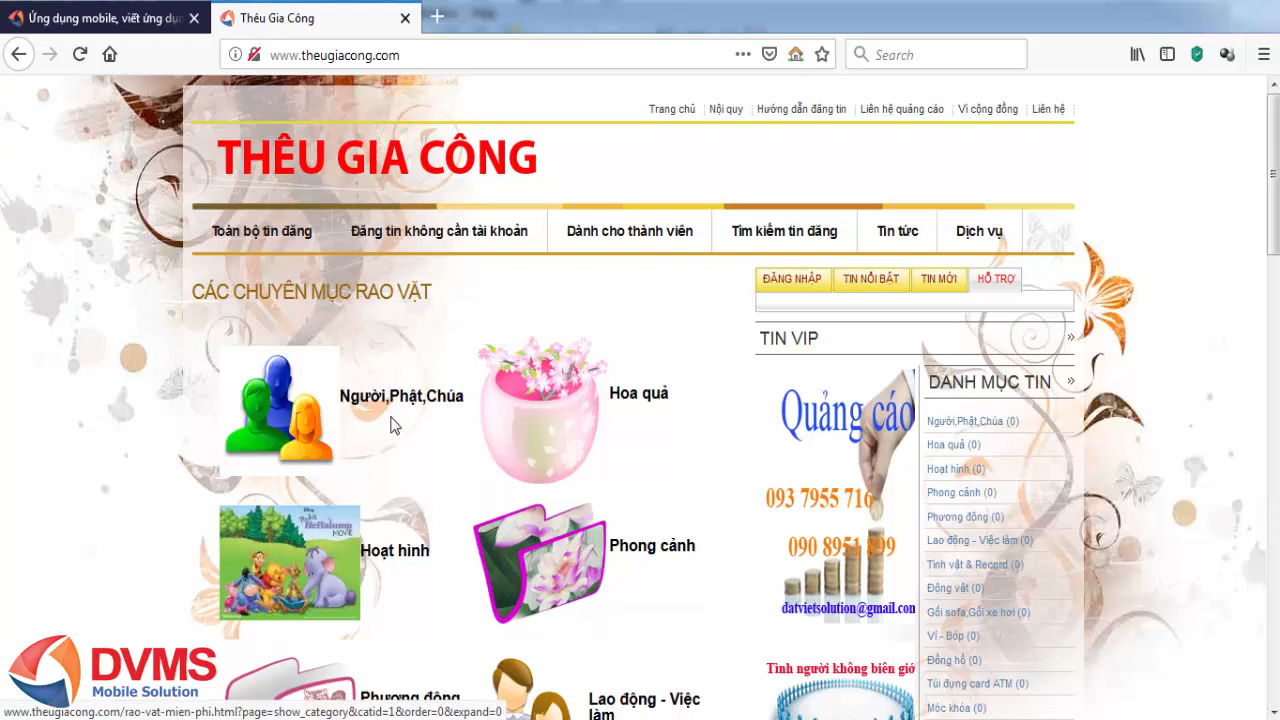 Ứng dụng mobile, viết ứng dụn
Thêu Gia Công
www.theugiacong.com
Search
Trang chủ
Nội quy
Hướng dẫn đăng tin
Liên hệ quảng cáo
Vì cộng đồng
Liên hệ
THÊU GIA CÔNG
Toàn bộ tin đăng
Đăng tin không cần tài khoản
Dành cho thành viên
Tìm kiếm tin đăng
Tin tức
Dịch vụ
CÁC CHUYÊN MỤC RAO VẶT
ĐĂNG NHẬP
TIN NỔI BẬT
TIN MỚI
HỖ TRỢ
TIN VIP
»
Người,Phật,Chúa
Hoa quả
Hoạt hình
Phong cảnh
Phương đông
Lao động - Việc
làm
Quảng cáo
093 7955 716
090 8951 899
datvietsolution@gmail.com
Tình người không biên giớ
DANH MỤC TIN
»
Người,Phật,Chúa (0)
Hoa quả (0)
Hoạt hình (0)
Phong cảnh (0)
Phương đông (0)
Lao động - Việc làm (0)
Tinh vật & Record (0)
Động vật (0)
Gối sofa,Gối xe hơi (0)
Ví - Bóp (0)
Đồng hồ (0)
Túi đựng card ATM (0)
Móc khóa (0)
DVMS
Mobile Solution
www.theugiacong.com/rao-vat-mien-phi.html?page=show_category&catid=1&order=0&expand=0